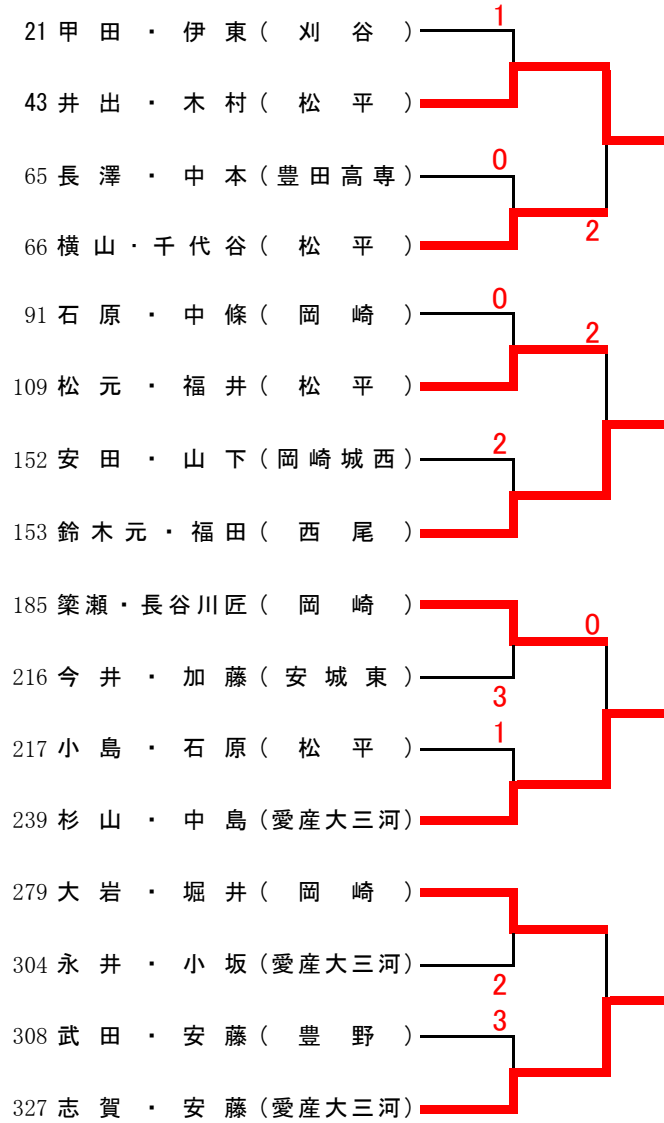 1
21 甲田・伊東(刈谷)
43 井出・木村(松平)
0
65 長澤・中本(豊田高専)
2
66 横山・千代谷(松平)
0
91 石原・中條(岡崎)
2
109 松元・福井(松平)
2
152 安田・山下(岡崎城西)
153 鈴木元・福田(西尾)
185 簗瀬・長谷川匠(岡崎)
0
216 今井・加藤(安城東)
3
1
217 小島・石原(松平)
239 杉山・中島(愛産大三河)
279 大岩・堀井(岡崎)
304 永井・小坂(愛産大三河)
2
3
308 武田・安藤(豊野)
327 志賀・安藤(愛産大三河)